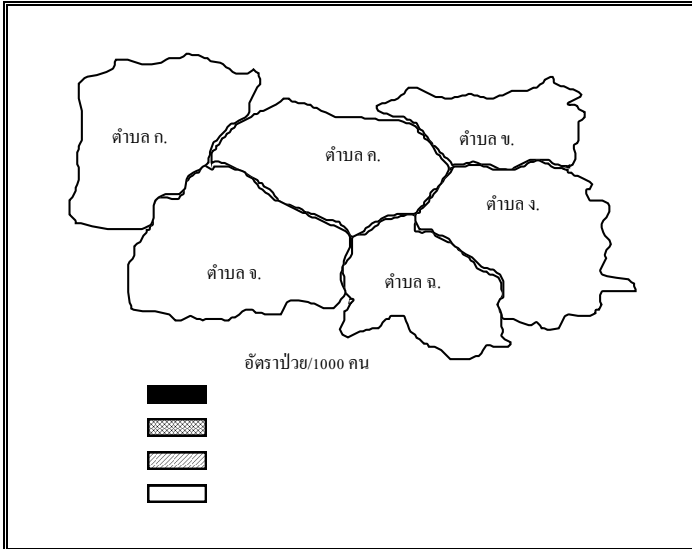 ตำบล ก.
ตำบล ข.
ตำบล ค.
ตำบล ง.
ตำบล จ.
ตำบล ฉ.
อัตราป่วย/1000 คน